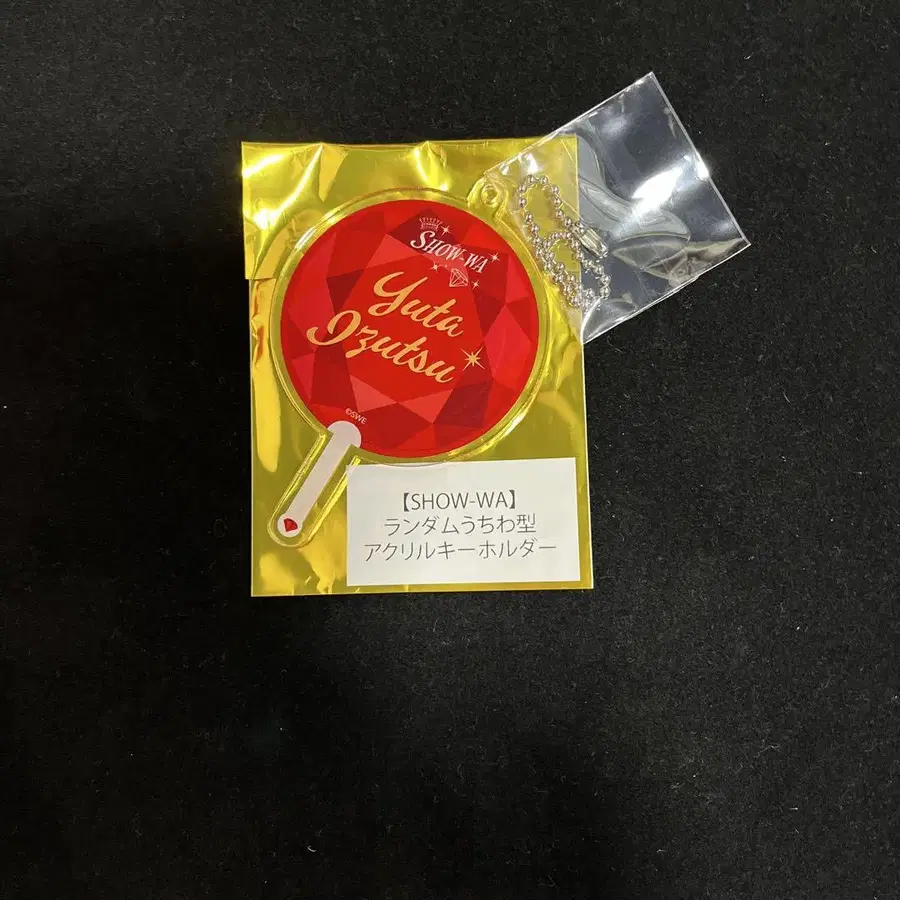 SHOW-WA
Yuta
Izutsu
©SWE
【SHOW-WA】
ランダムうちわ型
アクリルキーホルダー